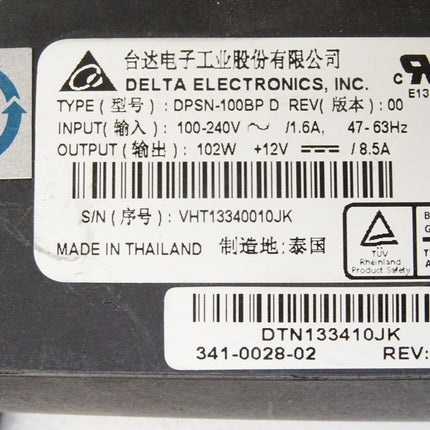 台达电子工业股份有限公司
DELTA ELECTRONICS, INC.
TYPE (型号): DPSN-100BP D REV(版本): 00
INPUT(输入): 100-240V ～ /1.6A, 47-63Hz
OUTPUT(输出): 102W +12V ⎓ / 8.5A
S/N (序号): VHT13340010JK
MADE IN THAILAND 制造地:泰国
c RU
E13
TÜV
Rheinland
Product Safety
B
G
T
A
DTN133410JK
341-0028-02 REV: